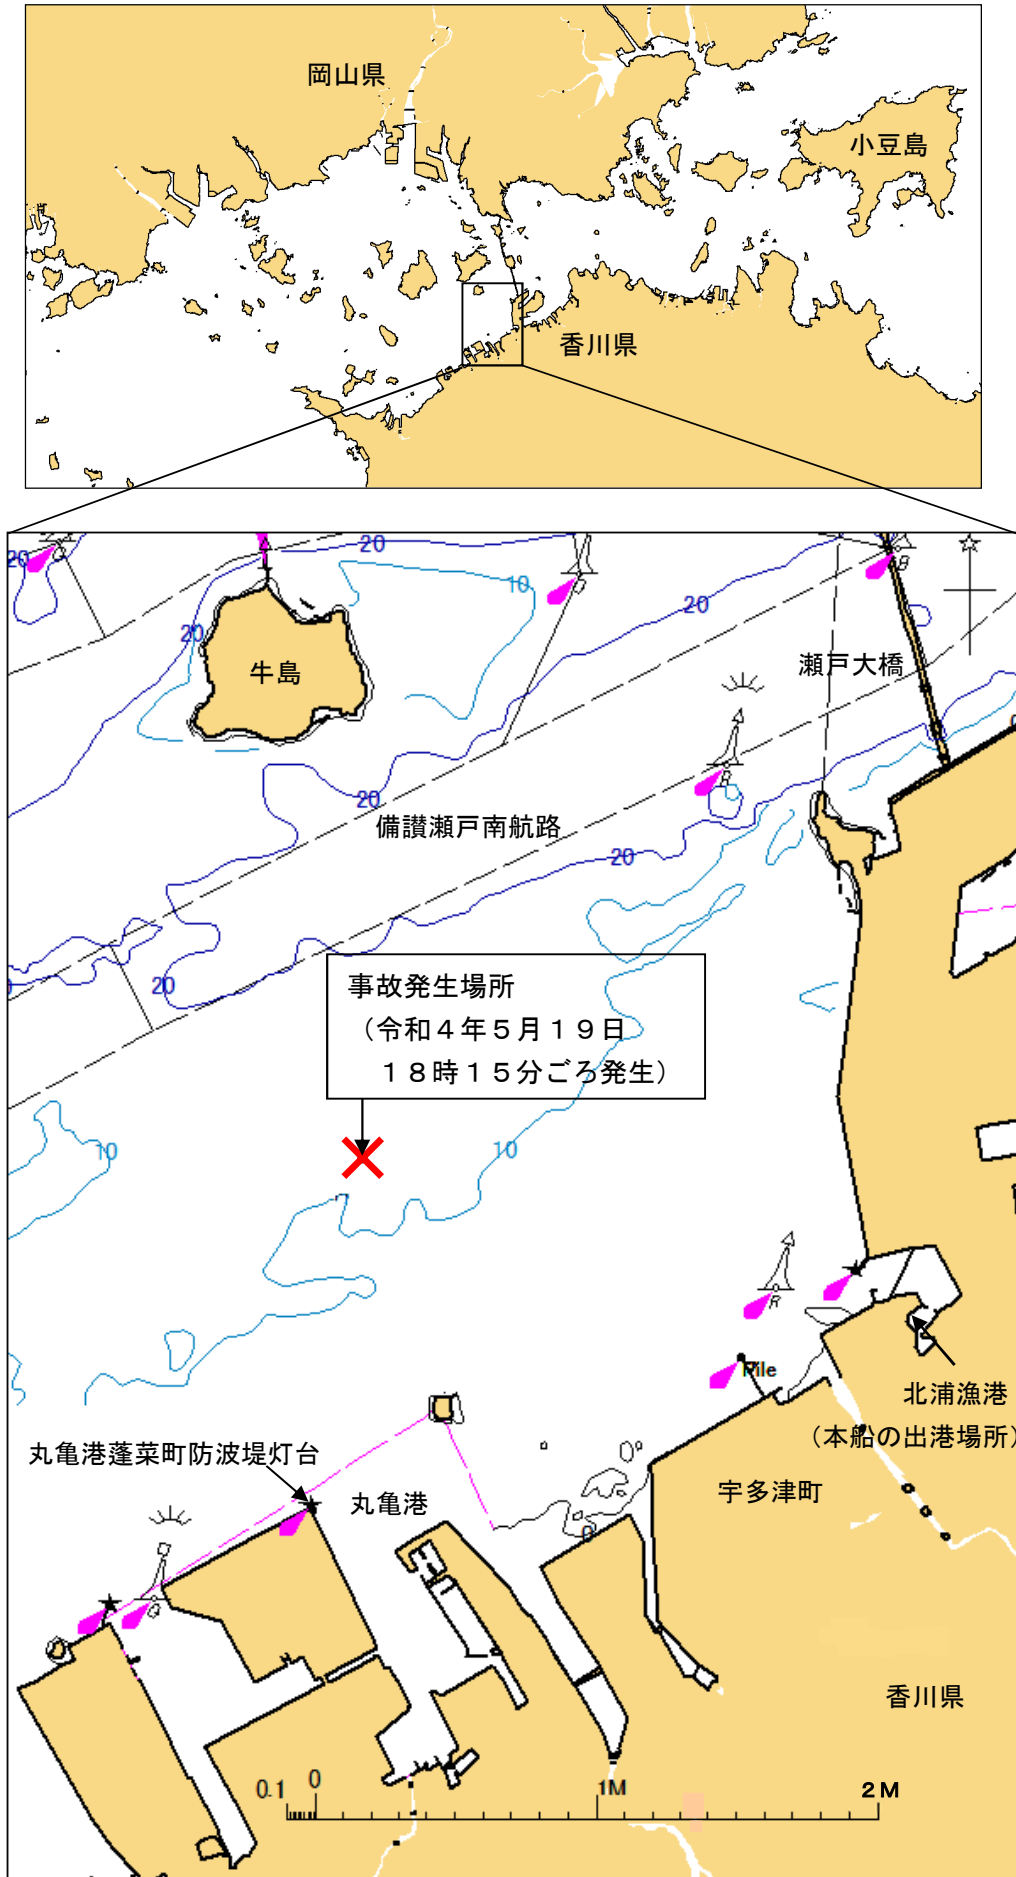 岡山県
小豆島
香川県
20
20
10
20
20
牛島
瀬戸大橋
20
備讃瀬戸南航路
20
20
事故発生場所
（令和４年５月１９日
１８時１５分ごろ発生）
10
10
R
R
R
Pile
北浦漁港
（本船の出港場所）
丸亀港蓬莱町防波堤灯台
丸亀港
宇多津町
0
香川県
0.1 0 1M ２Ｍ